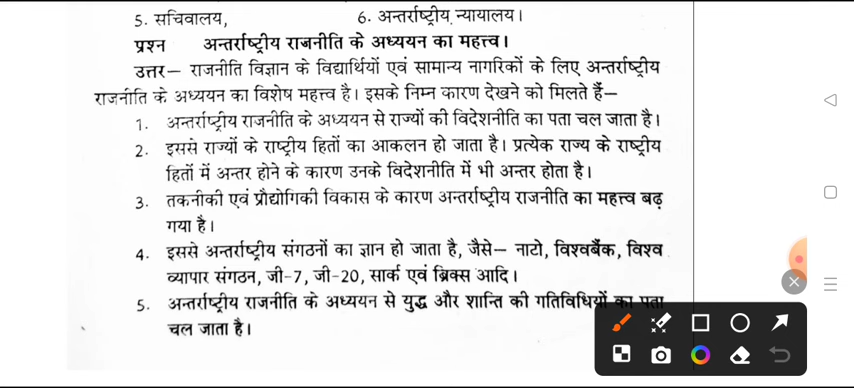 5. सचिवालय, 6. अन्तर्राष्ट्रीय न्यायालय।
प्रश्न अन्तर्राष्ट्रीय राजनीति के अध्ययन का महत्त्व।
उत्तर– राजनीति विज्ञान के विद्यार्थियों एवं सामान्य नागरिकों के लिए अन्तर्राष्ट्रीय
राजनीति के अध्ययन का विशेष महत्त्व है। इसके निम्न कारण देखने को मिलते हैं–
1. अन्तर्राष्ट्रीय राजनीति के अध्ययन से राज्यों की विदेशनीति का पता चल जाता है।
2. इससे राज्यों के राष्ट्रीय हितों का आकलन हो जाता है। प्रत्येक राज्य के राष्ट्रीय
हितों में अन्तर होने के कारण उनके विदेशनीति में भी अन्तर होता है।
3. तकनीकी एवं प्रौद्योगिकी विकास के कारण अन्तर्राष्ट्रीय राजनीति का महत्त्व बढ़
गया है।
4. इससे अन्तर्राष्ट्रीय संगठनों का ज्ञान हो जाता है, जैसे– नाटो, विश्वबैंक, विश्व
व्यापार संगठन, जी-7, जी-20, सार्क एवं ब्रिक्स आदि।
5. अन्तर्राष्ट्रीय राजनीति के अध्ययन से युद्ध और शान्ति की गतिविधियों का पता
चल जाता है।